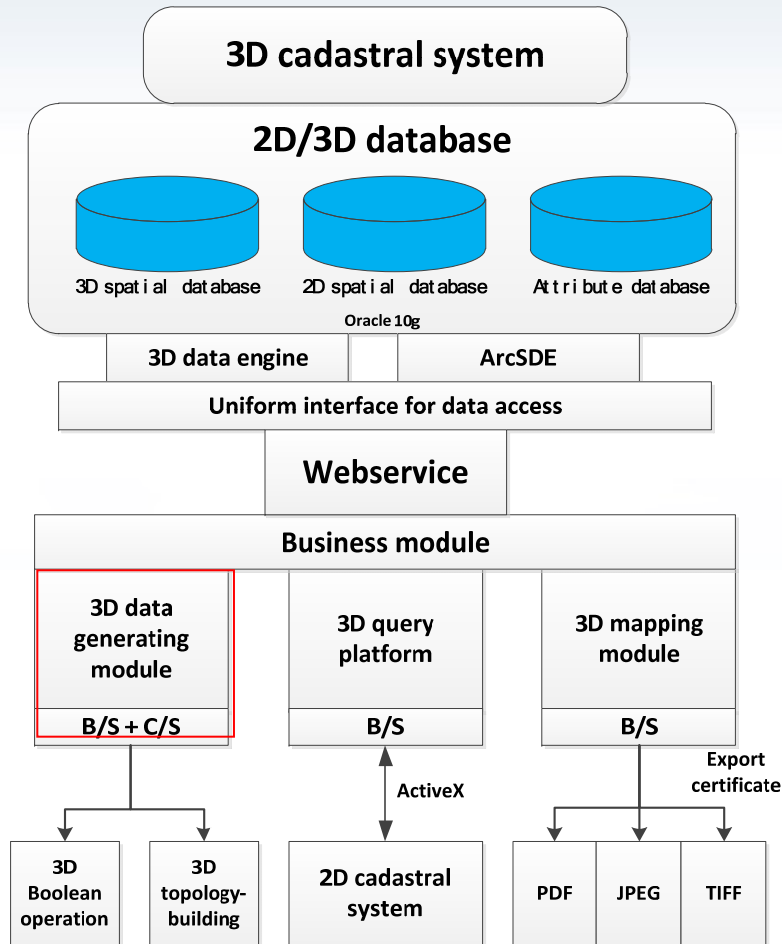 3D cadastral system
2D/3D database
3D spatial database
2D spatial database
Attribute database
Oracle 10g
3D data engine
ArcSDE
Uniform interface for data access
Webservice
Business module
3D data
generating
module
B/S + C/S
3D query
platform
B/S
3D mapping
module
B/S
ActiveX
Export
certificate
3D
Boolean
operation
3D
topology-
building
2D cadastral
system
PDF
JPEG
TIFF